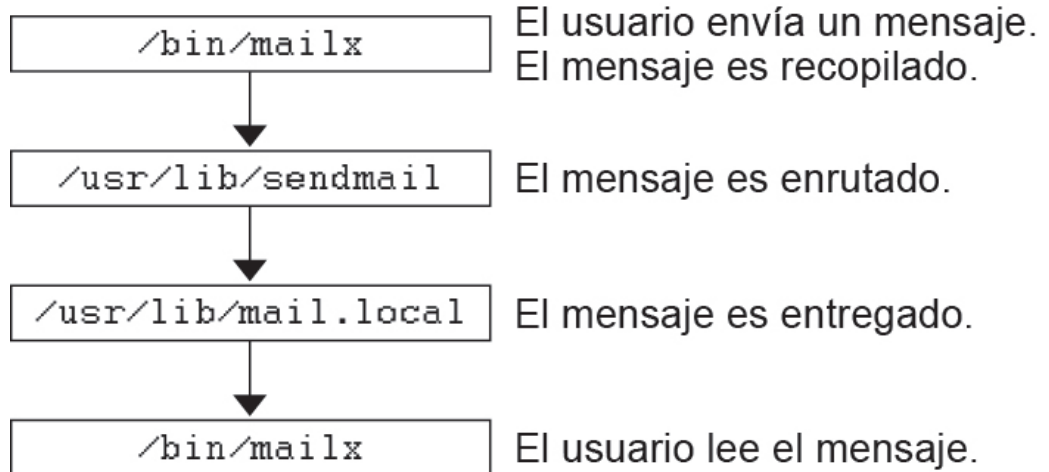 /bin/mailx
El usuario envía un mensaje.
El mensaje es recopilado.
/usr/lib/sendmail
El mensaje es enrutado.
/usr/lib/mail.local
El mensaje es entregado.
/bin/mailx
El usuario lee el mensaje.